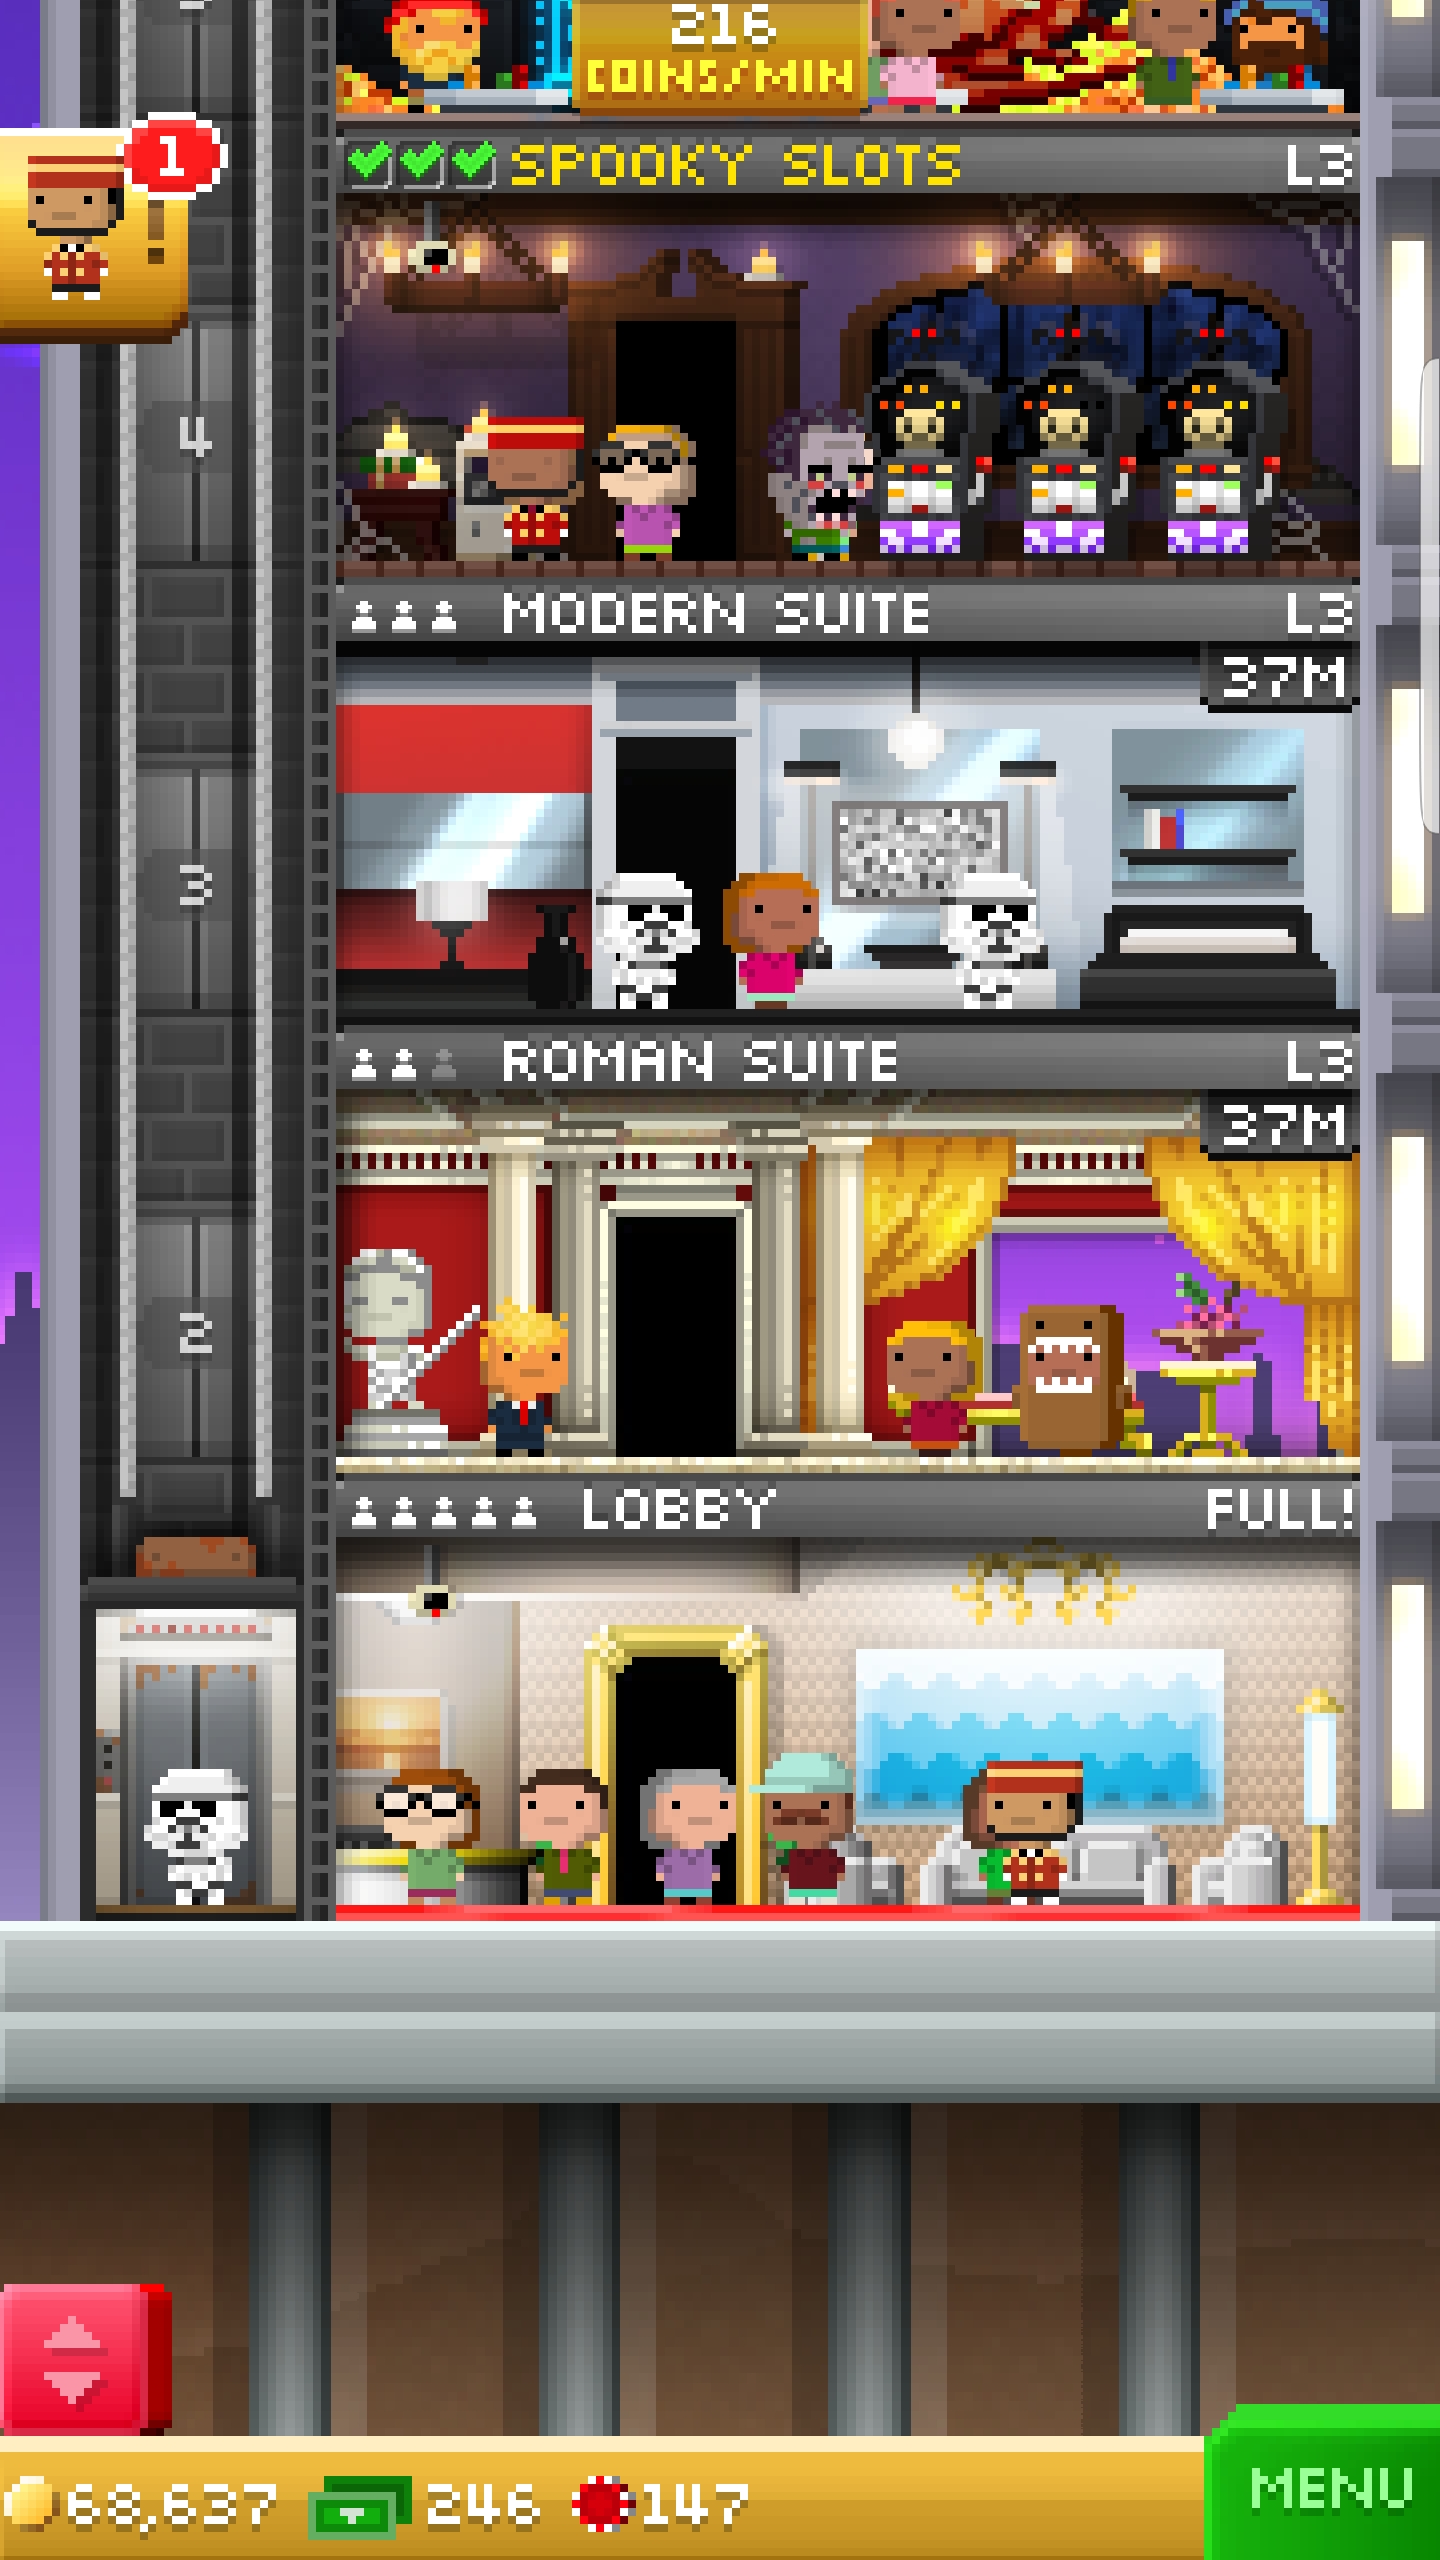 216
COINS/MIN
1
!
SPOOKY SLOTS L3
4
MODERN SUITE L3
37M
3
ROMAN SUITE L3
37M
2
LOBBY FULL!
68,637 246 147
MENU